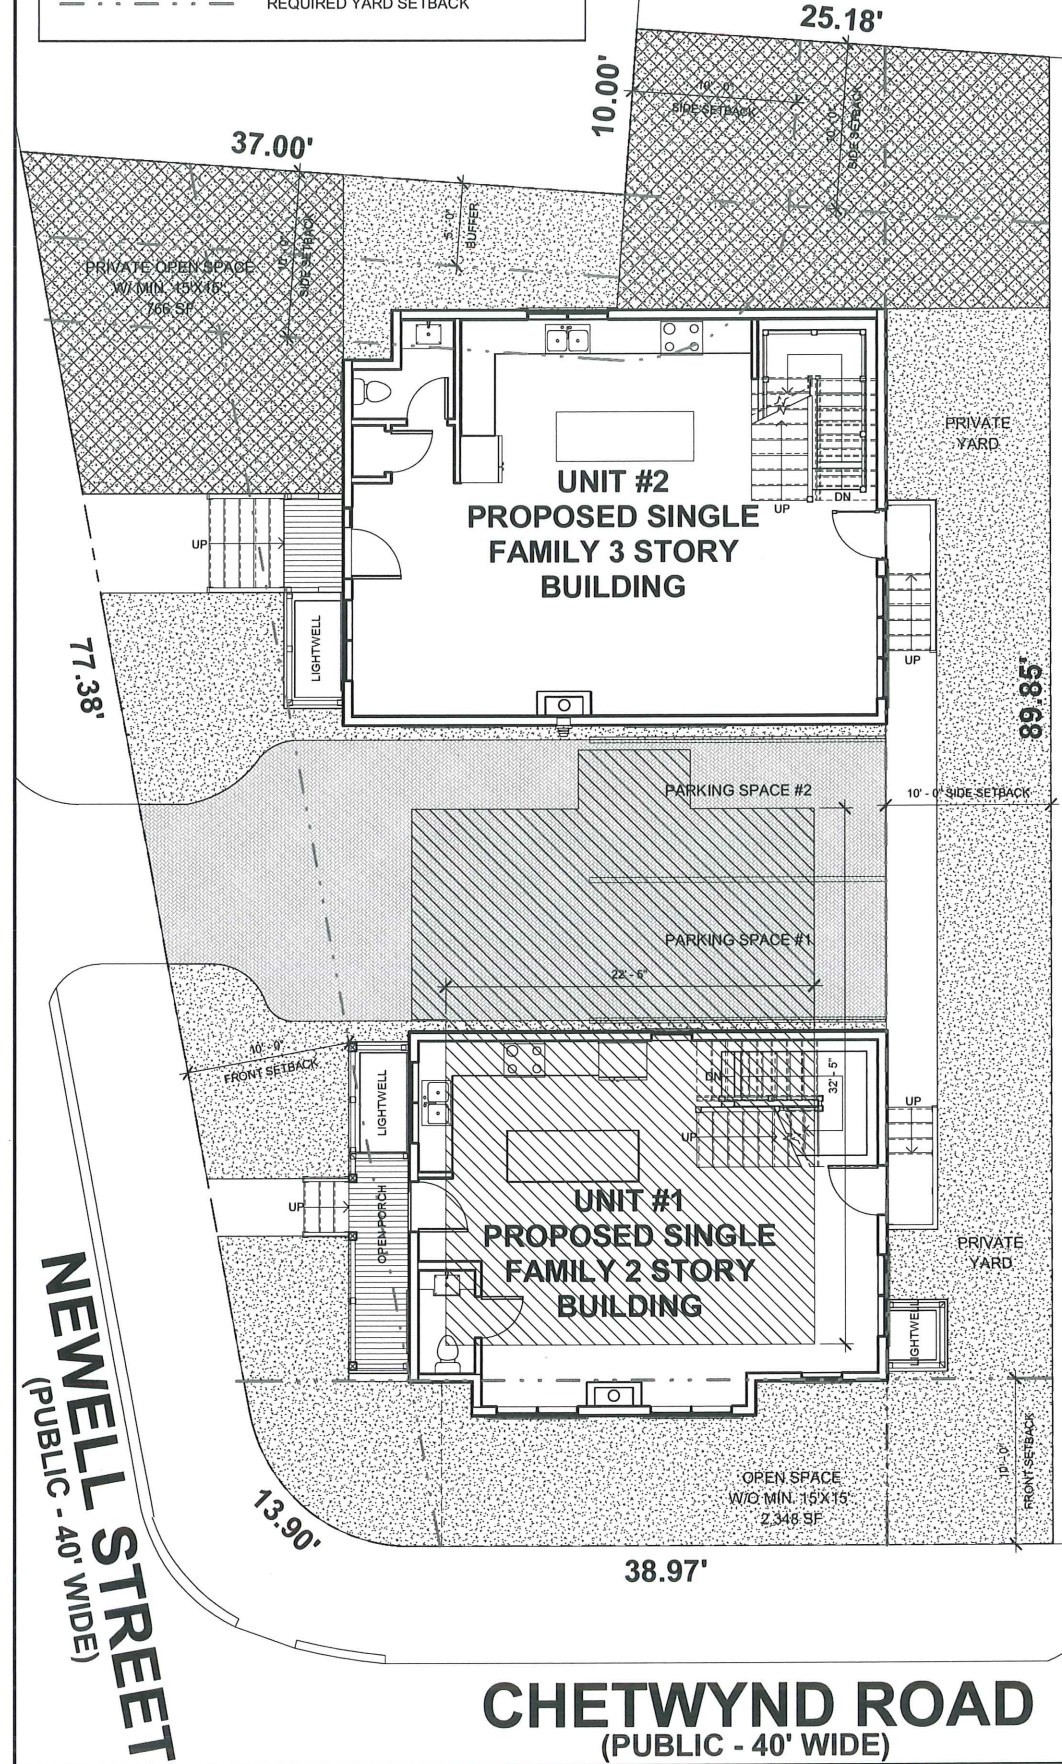 REQUIRED YARD SETBACK
25.18'
10.00'
10'-0"
SIDE SETBACK
10'-0"
SIDE SETBACK
37.00'
5'-0"
BUFFER
10'-0"
SIDE SETBACK
PRIVATE OPEN SPACE
W/ MIN. 15'X15'
766 SF
PRIVATE
YARD
UNIT #2
PROPOSED SINGLE
FAMILY 3 STORY
BUILDING
UP
DN
UP
LIGHTWELL
UP
77.38'
89.85'
PARKING SPACE #2
10' - 0" SIDE SETBACK
PARKING SPACE #1
22' - 5"
10' - 0"
FRONT SETBACK
LIGHTWELL
DN
32' - 5"
UP
UP
UP
OPEN PORCH
UNIT #1
PROPOSED SINGLE
FAMILY 2 STORY
BUILDING
PRIVATE
YARD
LIGHTWELL
10' - 0"
FRONT SETBACK
OPEN SPACE
W/O MIN. 15'X15'
2,348 SF
13.90'
38.97'
NEWELL STREET
(PUBLIC - 40' WIDE)
CHETWYND ROAD
(PUBLIC - 40' WIDE)